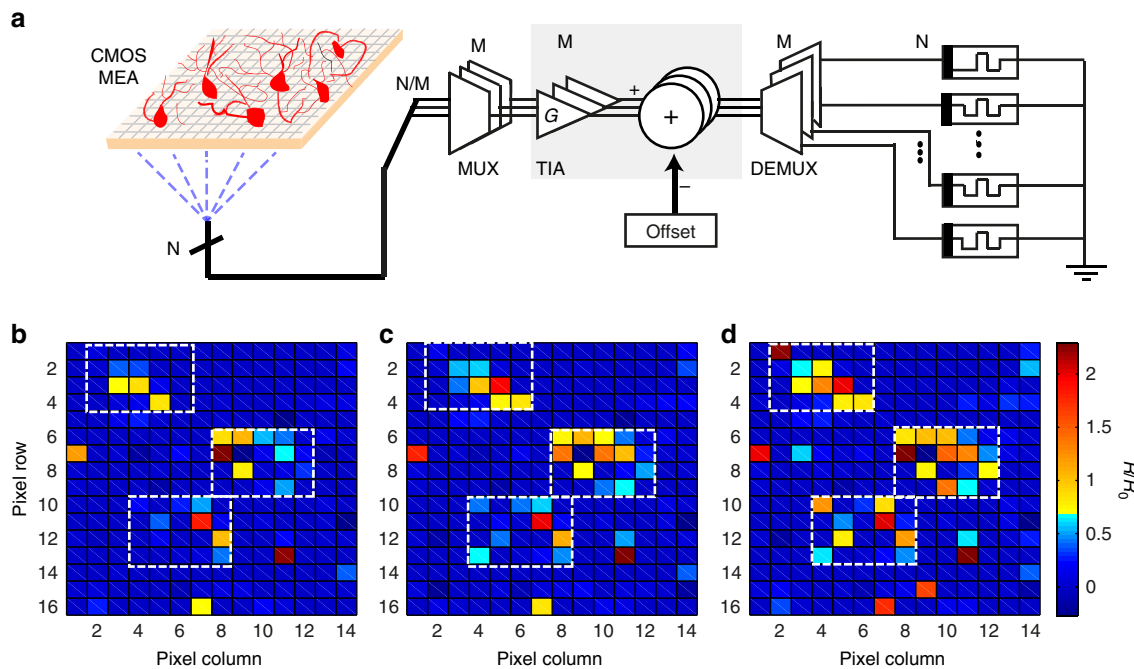 a
CMOS
MEA
N
N/M
M
MUX
M
G
TIA
+
+
−
Offset
M
DEMUX
N
b
c
d
Pixel row
2
4
6
8
10
12
14
16
2 4 6 8 10 12 14
Pixel column
2
4
6
8
10
12
14
16
2 4 6 8 10 12 14
Pixel column
2
4
6
8
10
12
14
16
2 4 6 8 10 12 14
Pixel column
2
1.5
1
0.5
0
R/R0